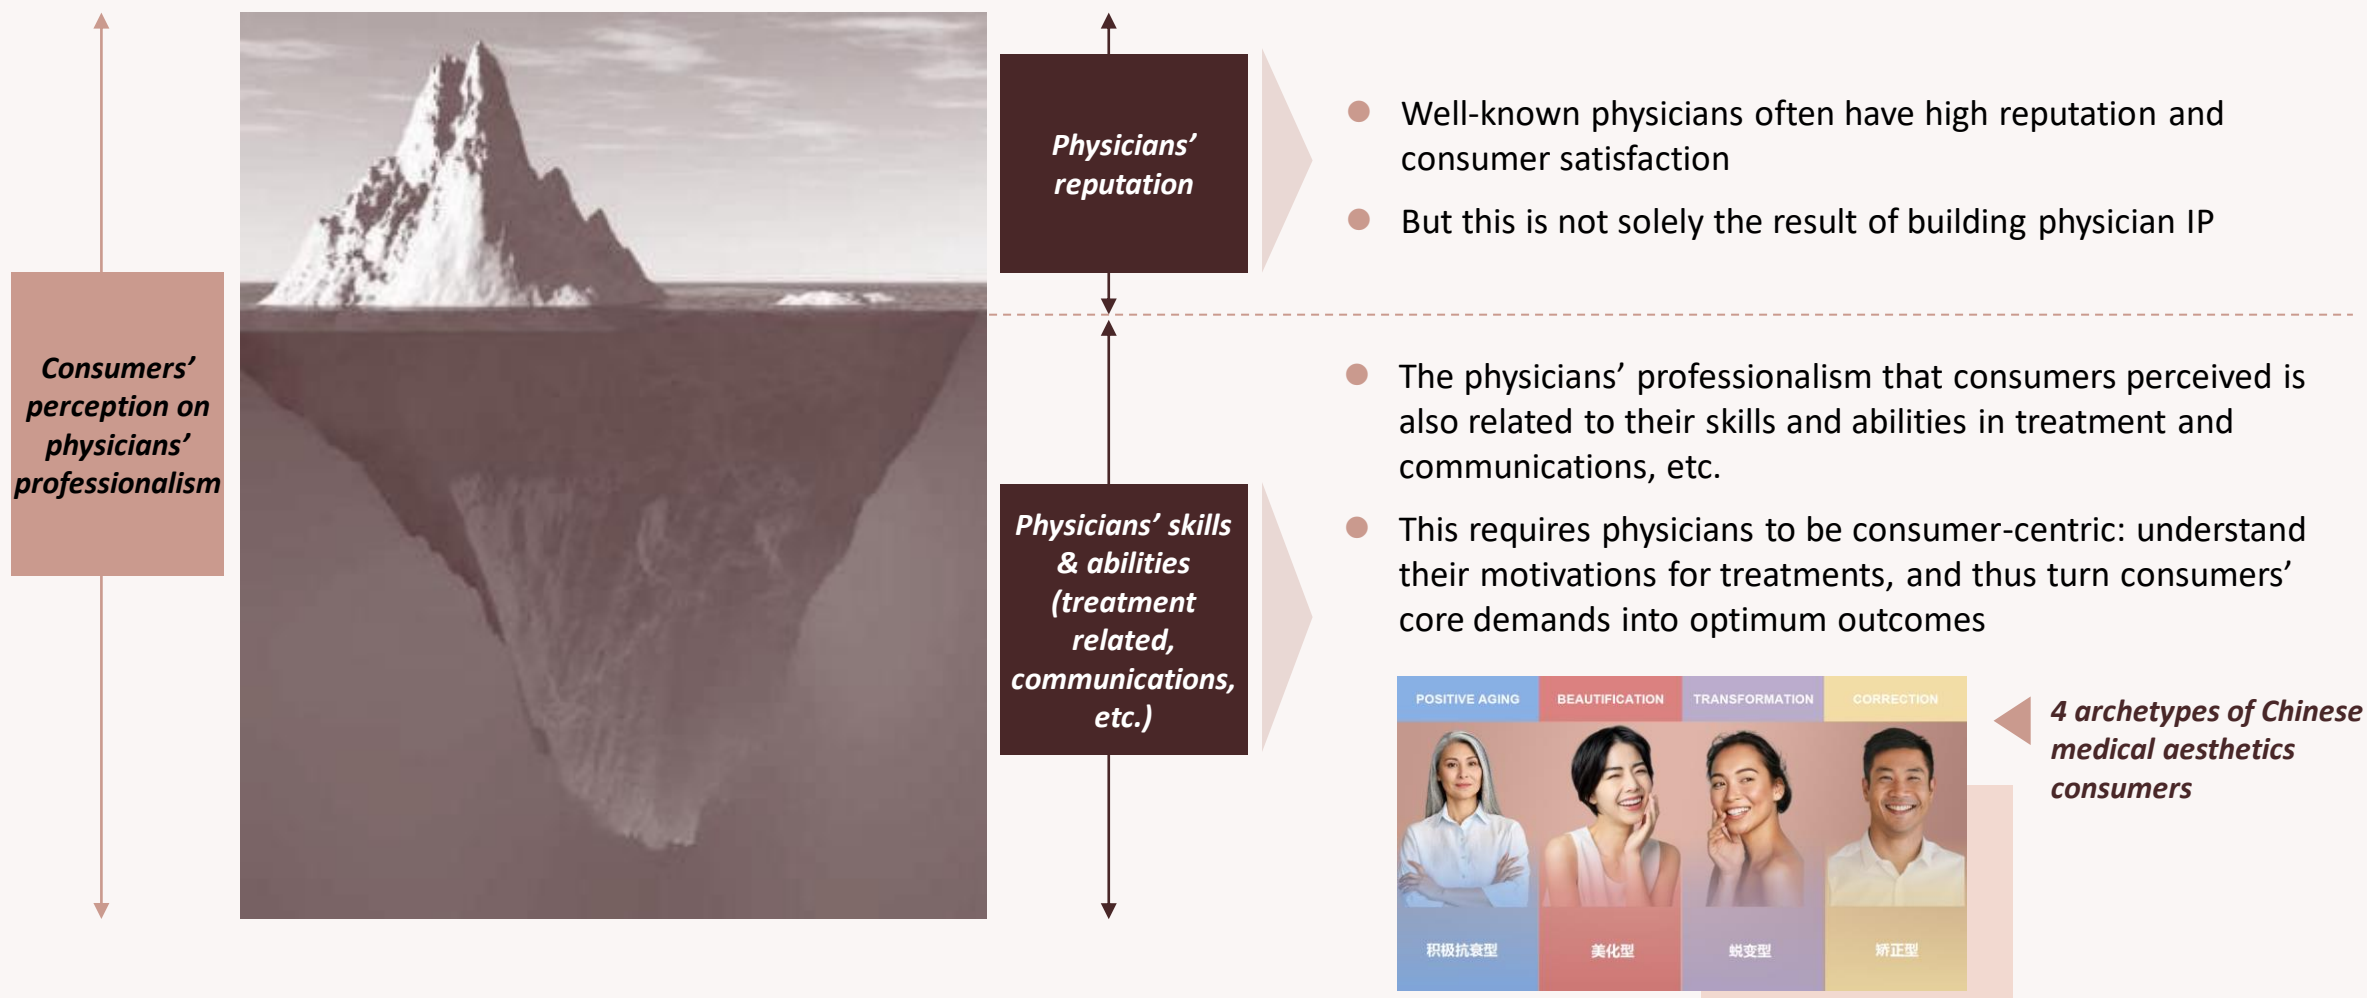 Consumers’
perception on
physicians’
professionalism
Physicians’
reputation
Well-known physicians often have high reputation and
consumer satisfaction
But this is not solely the result of building physician IP
Physicians’ skills
& abilities
(treatment
related,
communications,
etc.)
The physicians’ professionalism that consumers perceived is
also related to their skills and abilities in treatment and
communications, etc.
This requires physicians to be consumer-centric: understand
their motivations for treatments, and thus turn consumers’
core demands into optimum outcomes
POSITIVE AGING
BEAUTIFICATION
TRANSFORMATION
CORRECTION
积极抗衰型
美化型
蜕变型
矫正型
4 archetypes of Chinese
medical aesthetics
consumers